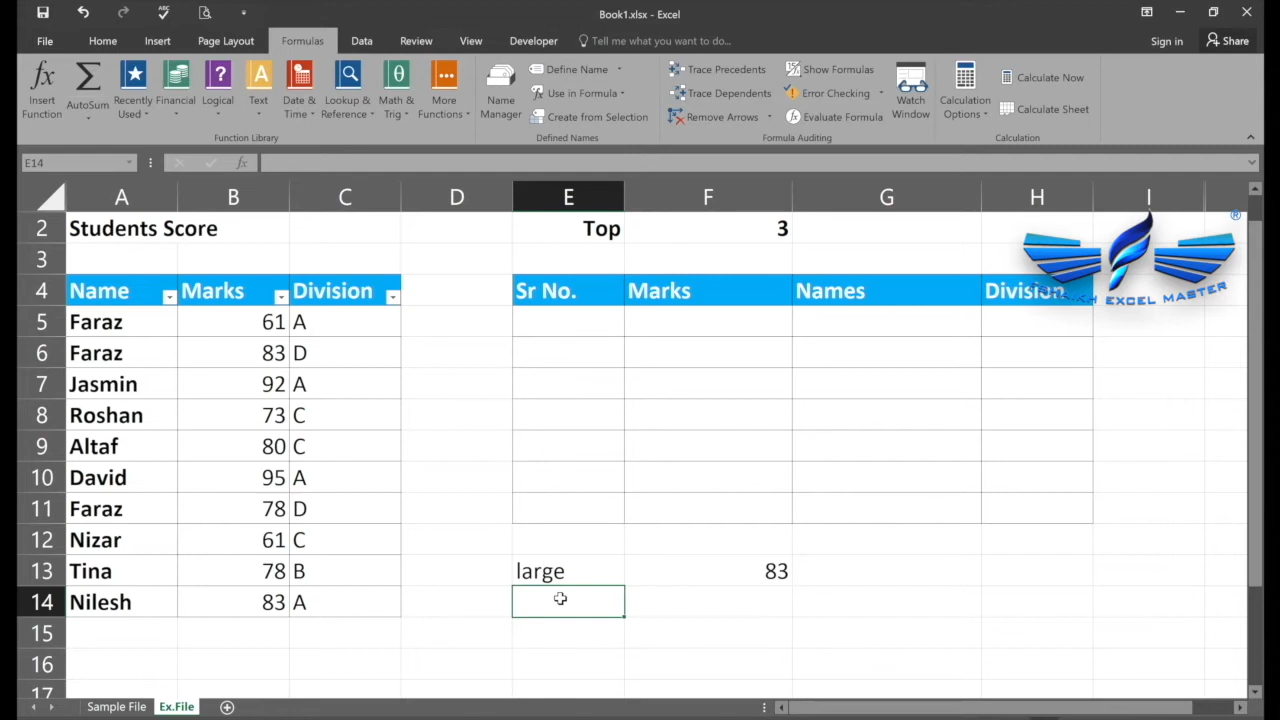 ABC
Book1.xlsx - Excel
File Home Insert Page Layout Formulas Data Review View Developer Tell me what you want to do... Sign in Share
Insert Function
AutoSum
Recently Used
Financial
Logical
Text
Date & Time
Lookup & Reference
Math & Trig
More Functions
Function Library
Name Manager
Define Name
Use in Formula
Create from Selection
Defined Names
Trace Precedents
Trace Dependents
Remove Arrows
Show Formulas
Error Checking
Evaluate Formula
Formula Auditing
Watch Window
Calculation Options
Calculate Now
Calculate Sheet
Calculation
E14 fx
A B C D E F G H I
2 Students Score Top 3
3
4 Name Marks Division Sr No. Marks Names Division
EXCEL MASTER
5 Faraz 61 A
6 Faraz 83 D
7 Jasmin 92 A
8 Roshan 73 C
9 Altaf 80 C
10 David 95 A
11 Faraz 78 D
12 Nizar 61 C
13 Tina 78 B large 83
14 Nilesh 83 A
15
16
17
Sample File Ex.File